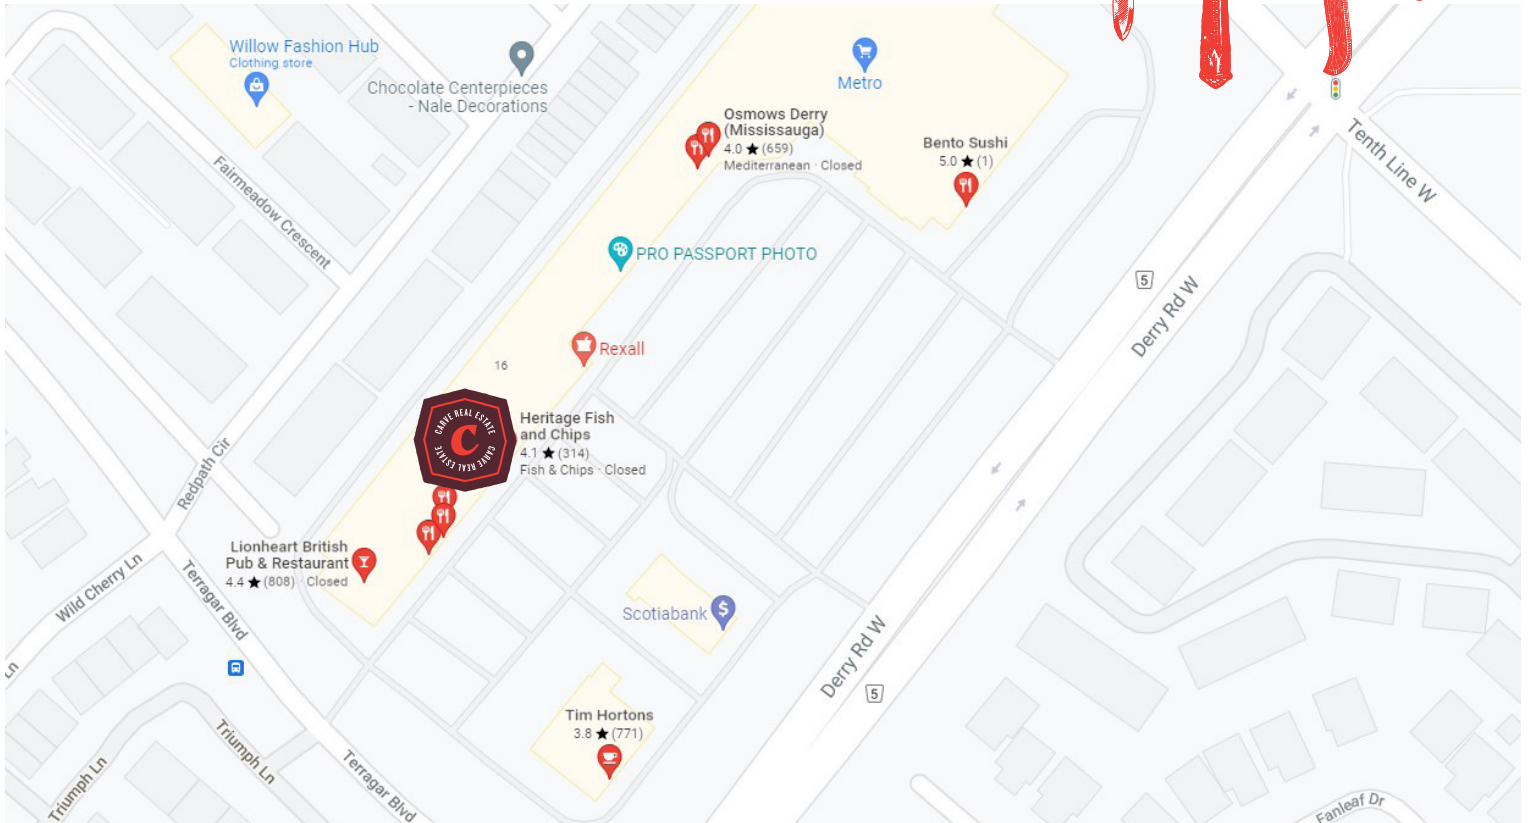 Willow Fashion Hub
Clothing store
Chocolate Centerpieces
- Nale Decorations
Metro
Osmows Derry
(Mississauga)
4.0 ★ (659)
Mediterranean · Closed
Bento Sushi
5.0 ★ (1)
Tenth Line W
Fairmeadow Crescent
PRO PASSPORT PHOTO
5
Derry Rd W
Rexall
16
CARVE REAL ESTATE
C
CARVE REAL ESTATE
Heritage Fish
and Chips
4.1 ★ (314)
Fish & Chips · Closed
Redpath Cir
Lionheart British
Pub & Restaurant
4.4 ★ (808) · Closed
Wild Cherry Ln
Terragar Blvd
Scotiabank
$
Ln
Derry Rd W
5
Tim Hortons
3.8 ★ (771)
Triumph Ln
Triumph Ln
Terragar Blvd
Fanleaf Dr